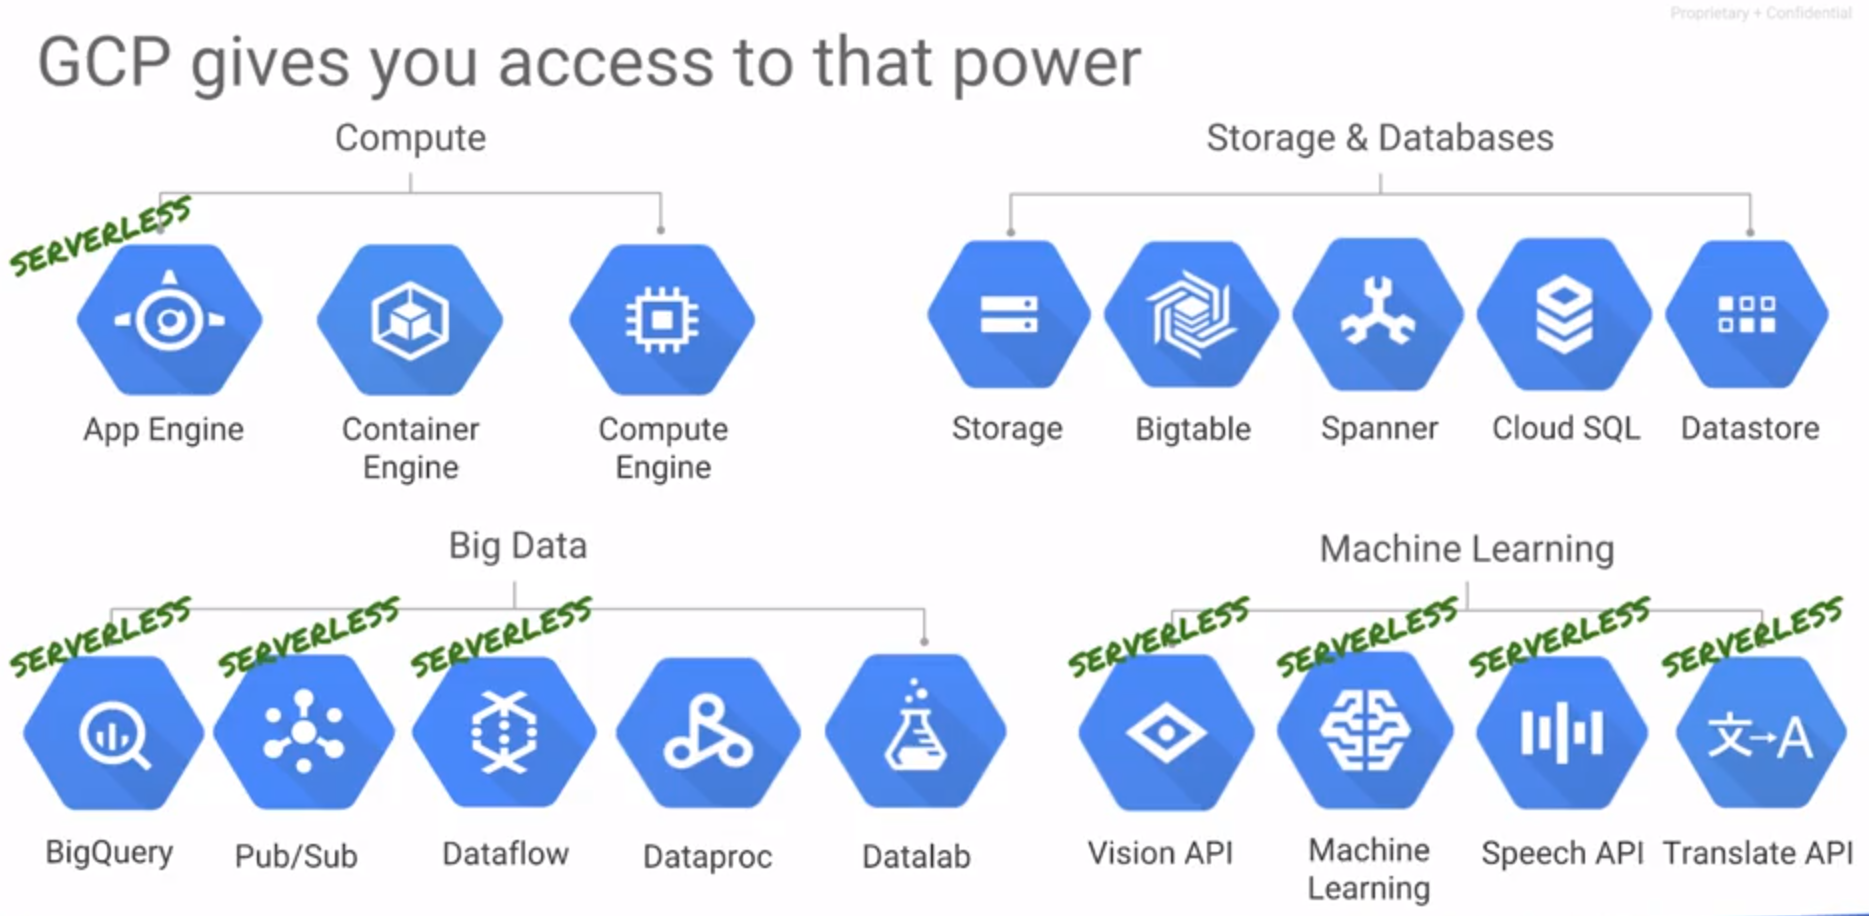 Proprietary + Confidential
GCP gives you access to that power
Compute
SERVERLESS
App Engine
Container
Engine
Compute
Engine
Storage & Databases
Storage
Bigtable
Spanner
Cloud SQL
Datastore
Big Data
SERVERLESS
BigQuery
SERVERLESS
Pub/Sub
SERVERLESS
Dataflow
Dataproc
Datalab
Machine Learning
SERVERLESS
Vision API
SERVERLESS
Machine
Learning
SERVERLESS
Speech API
SERVERLESS
文→A
Translate API